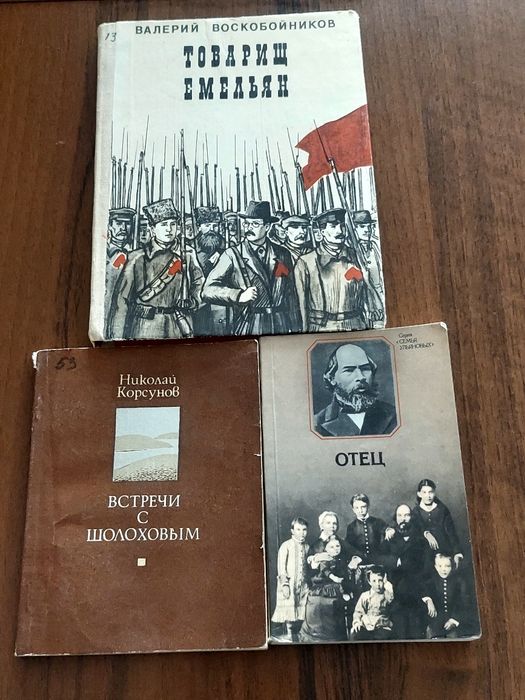 13
ВАЛЕРИЙ ВОСКОБОЙНИКОВ
ТОВАРИЩ
ЕМЕЛЬЯН
53
Николай
Корсунов
ВСТРЕЧИ
С
ШОЛОХОВЫМ
Серия
«СЕМЬЯ
УЛЬЯНОВЫХ»
ОТЕЦ